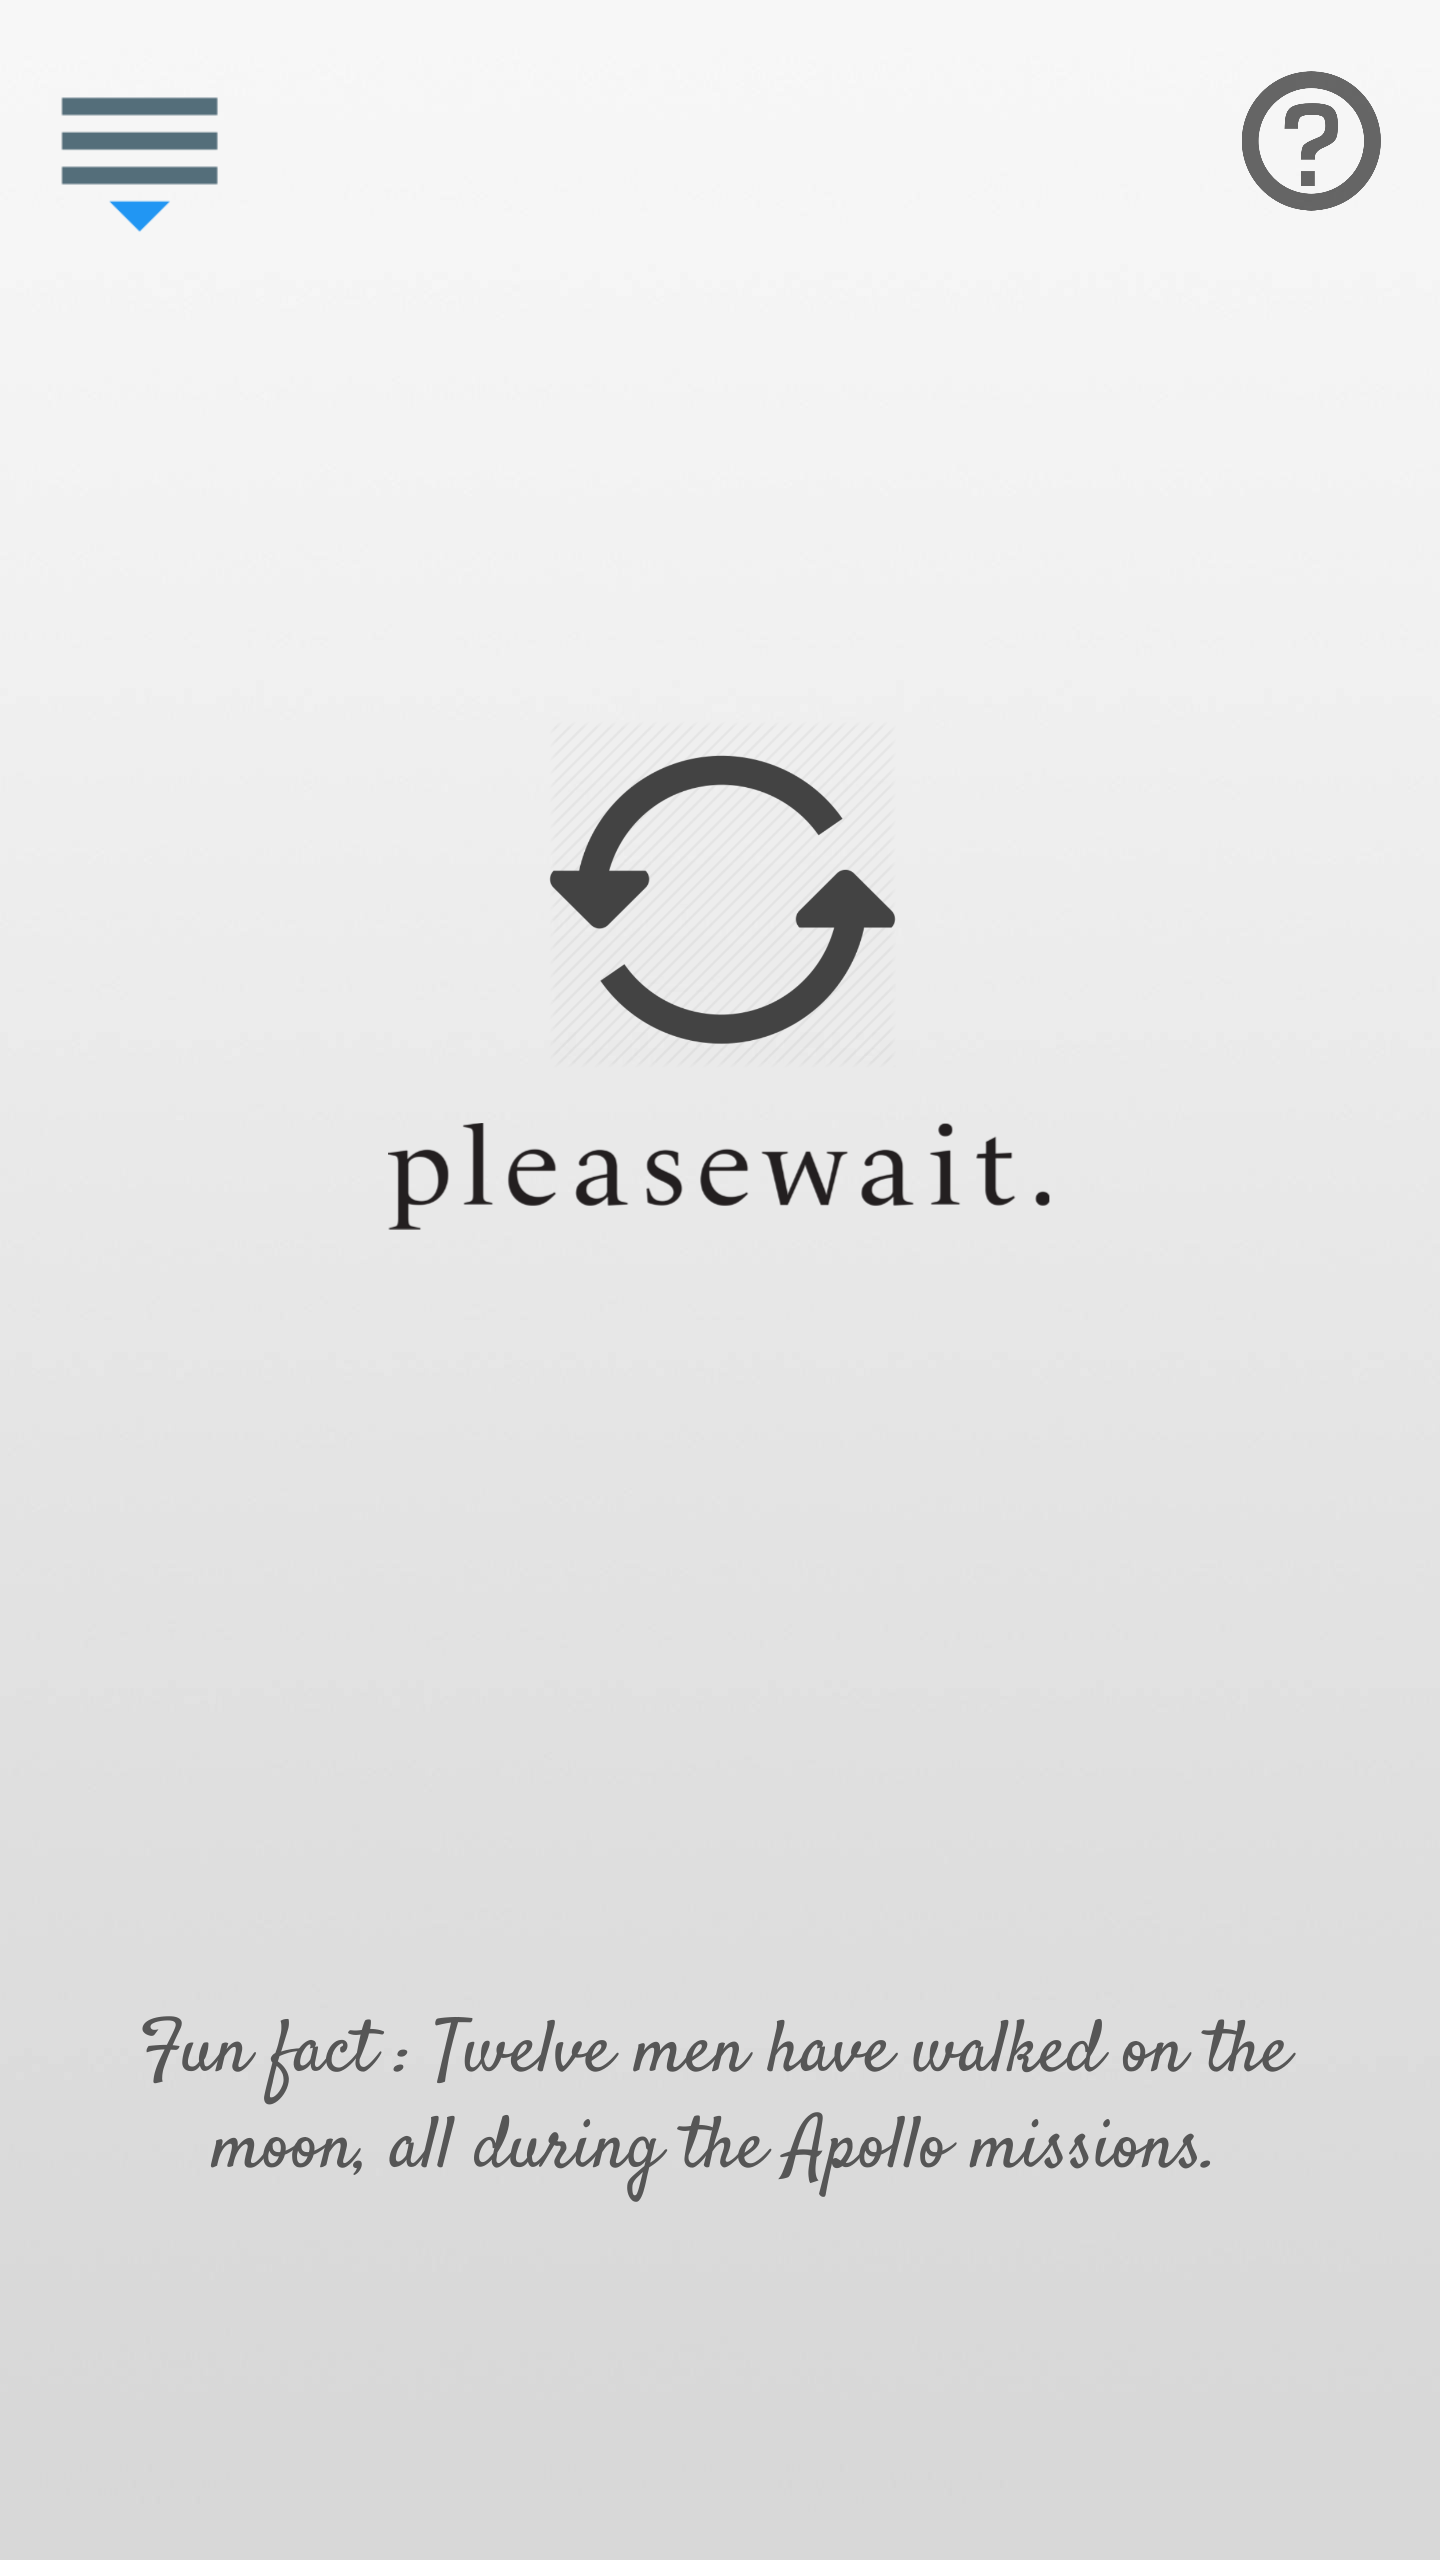 ?
pleasewait.
Fun fact : Twelve men have walked on the
moon, all during the Apollo missions.